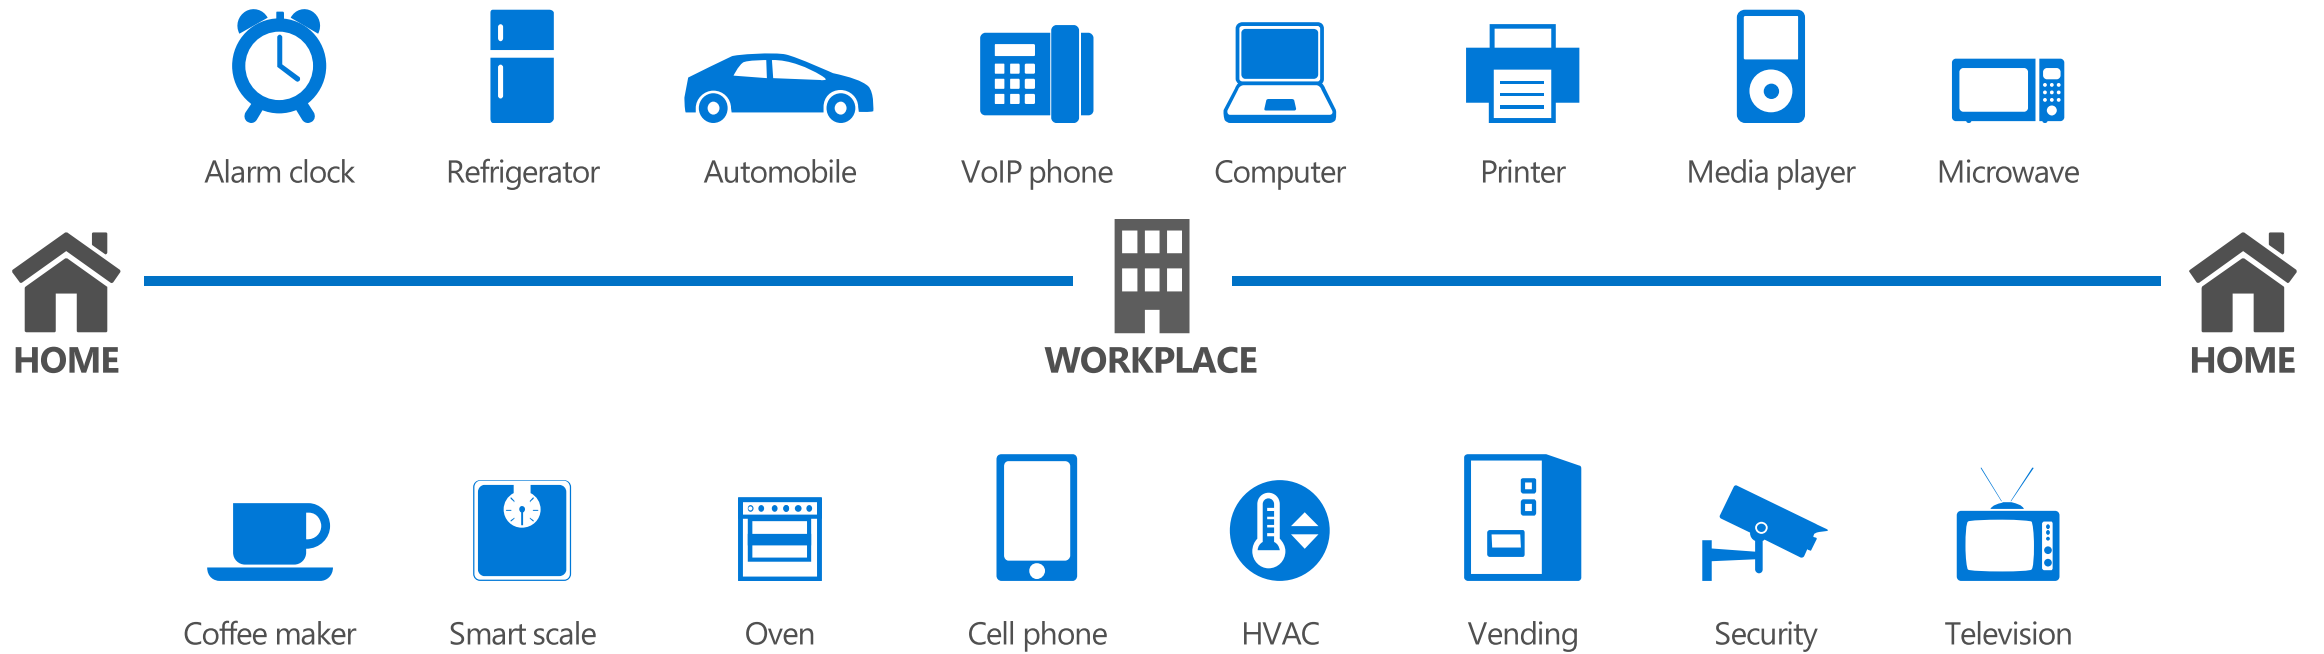 Alarm clock
Refrigerator
Automobile
VoIP phone
Computer
Printer
Media player
Microwave
HOME
WORKPLACE
HOME
Coffee maker
Smart scale
Oven
Cell phone
HVAC
Vending
Security
Television